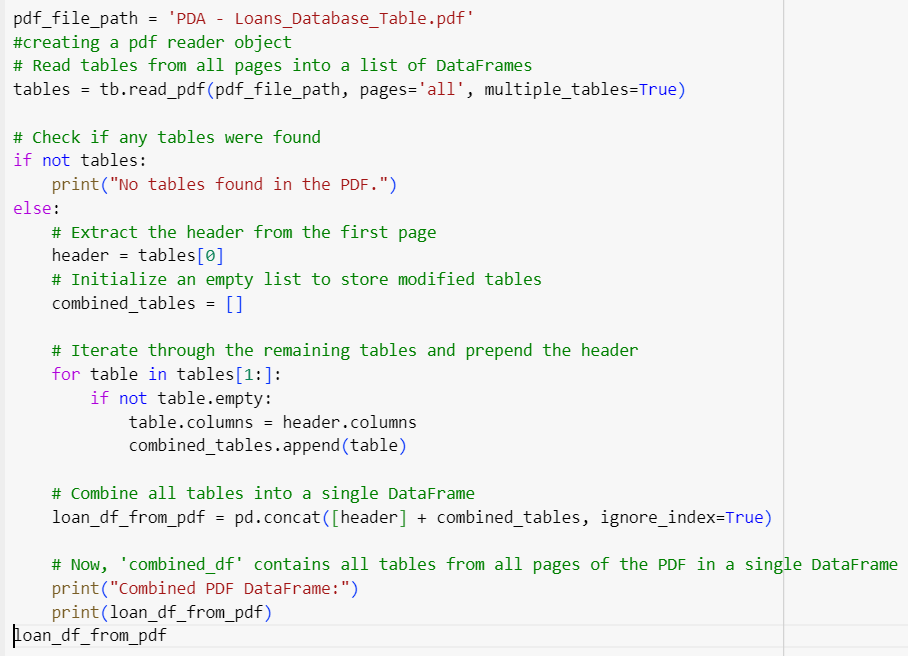 pdf_file_path = 'PDA - Loans_Database_Table.pdf'
#creating a pdf reader object
# Read tables from all pages into a list of DataFrames
tables = tb.read_pdf(pdf_file_path, pages='all', multiple_tables=True)

# Check if any tables were found
if not tables:
    print("No tables found in the PDF.")
else:
    # Extract the header from the first page
    header = tables[0]
    # Initialize an empty list to store modified tables
    combined_tables = []

    # Iterate through the remaining tables and prepend the header
    for table in tables[1:]:
        if not table.empty:
            table.columns = header.columns
            combined_tables.append(table)

    # Combine all tables into a single DataFrame
    loan_df_from_pdf = pd.concat([header] + combined_tables, ignore_index=True)

    # Now, 'combined_df' contains all tables from all pages of the PDF in a single DataFrame
    print("Combined PDF DataFrame:")
    print(loan_df_from_pdf)
loan_df_from_pdf